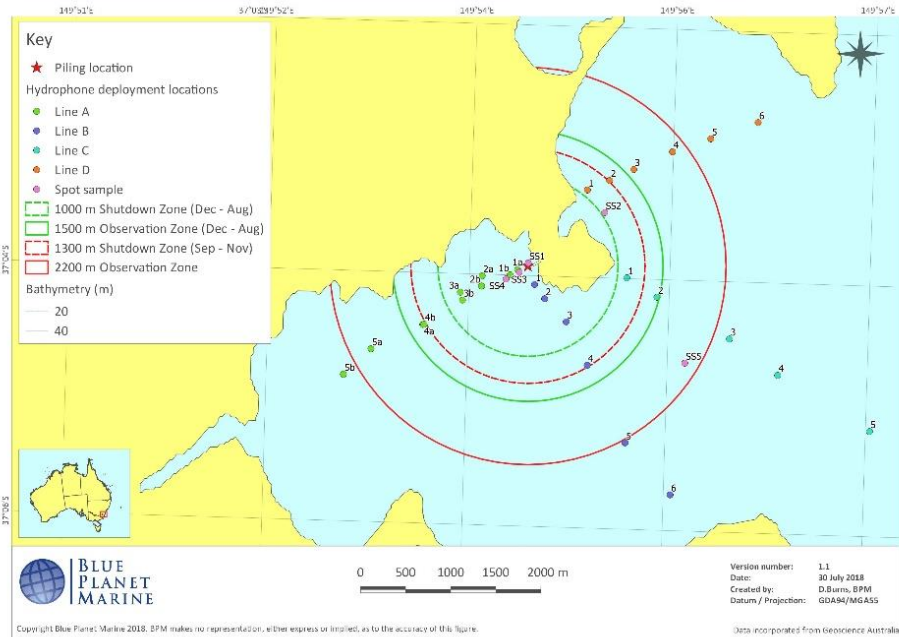 149°51'E
149°52'E
149°54'E
149°56'E
149°57'E
Key
Piling location
Hydrophone deployment locations
Line A
Line B
Line C
Line D
Spot sample
1000 m Shutdown Zone (Dec - Aug)
1500 m Observation Zone (Dec - Aug)
1300 m Shutdown Zone (Sep - Nov)
2200 m Observation Zone
Bathymetry (m)
20
40
37°04'S
37°06'S
6
5
4
3
2
1
SS2
SS1
1a
1b
2a
2b
SS3
SS4
3a
3b
4b
4a
5a
5b
1
2
3
4
5
6
1
2
3
4
5
SS5
BLUE
PLANET
MARINE
0 500 1000 1500 2000 m
Version number: 1.1
Date: 30 July 2018
Created by: D.Burns, BPM
Datum / Projection: GDA94/MGA55
Copyright Blue Planet Marine 2018. BPM makes no representation, either express or implied, as to the accuracy of this figure.
Data incorporated from Geoscience Australia